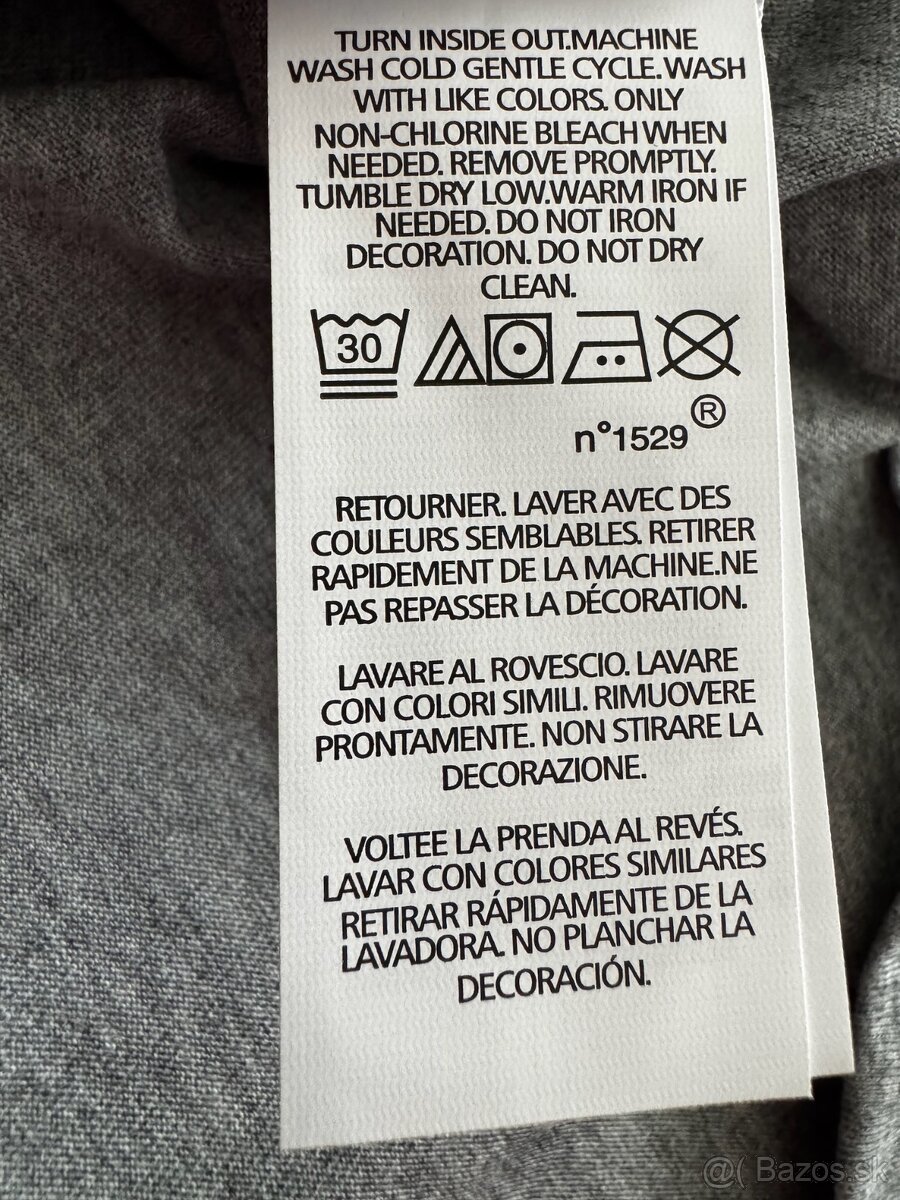 TURN INSIDE OUT.MACHINE
WASH COLD GENTLE CYCLE.WASH
WITH LIKE COLORS. ONLY
NON-CHLORINE BLEACH WHEN
NEEDED. REMOVE PROMPTLY.
TUMBLE DRY LOW.WARM IRON IF
NEEDED. DO NOT IRON
DECORATION. DO NOT DRY
CLEAN.
30
n°1529®
RETOURNER. LAVER AVEC DES
COULEURS SEMBLABLES. RETIRER
RAPIDEMENT DE LA MACHINE.NE
PAS REPASSER LA DÉCORATION.
LAVARE AL ROVESCIO. LAVARE
CON COLORI SIMILI. RIMUOVERE
PRONTAMENTE. NON STIRARE LA
DECORAZIONE.
VOLTEE LA PRENDA AL REVÉS.
LAVAR CON COLORES SIMILARES
RETIRAR RÁPIDAMENTE DE LA
LAVADORA. NO PLANCHAR LA
DECORACIÓN.
@( Bazos.sk